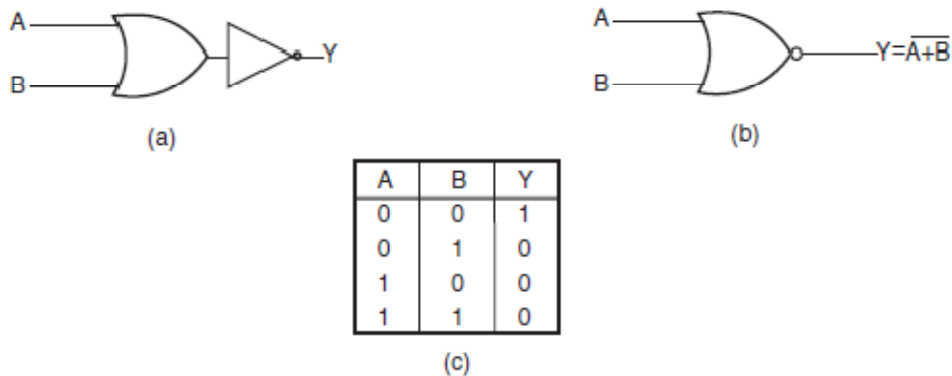 A
B
Y
(a)
A
B
Y=A̅+̅B̅
(b)
A B Y
0 0 1
0 1 0
1 0 0
1 1 0
(c)